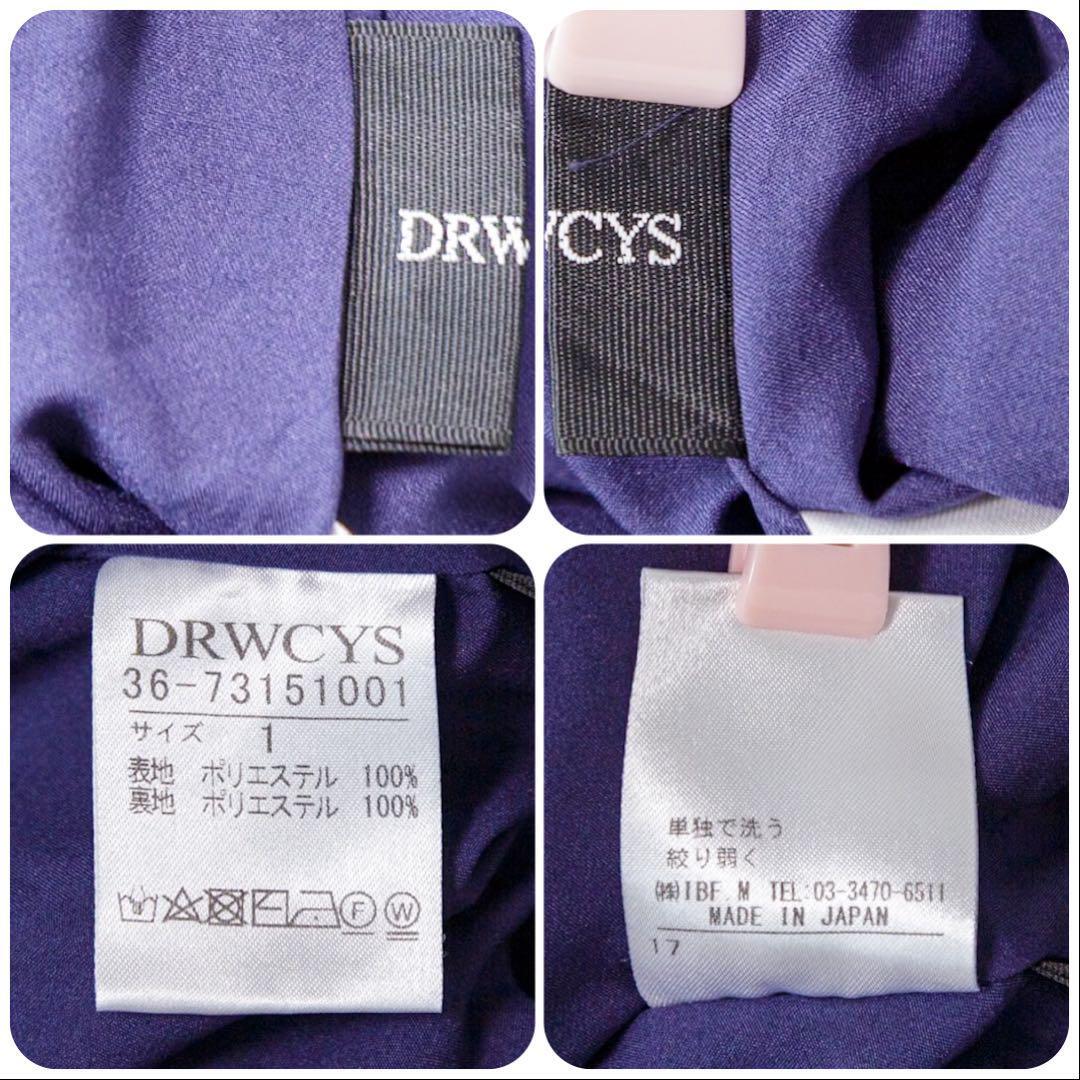 DRW
CYS
DRWCYS
36-73151001
サイズ 1
表地 ポリエステル 100%
裏地 ポリエステル 100%
F W
単独で洗う
絞り弱く
㈱IBF.M TEL:03-3470-6511
MADE IN JAPAN
17